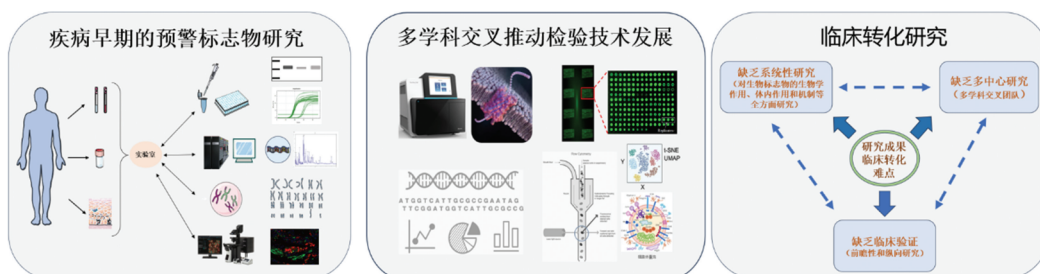 疾病早期的预警标志物研究
实验室
多学科交叉推动检验技术发展
t-SNE
UMAP
Y
X
ATGGTCATTGCGCCGAATAG
TTCGGATGGTCATTGCGCCG
临床转化研究
缺乏系统性研究
(对生物标志物的生物学
作用、体内作用和机制等
全方面研究)
缺乏多中心研究
(多学科交叉团队)
研究成果
临床转化
难点
缺乏临床验证
(前瞻性和纵向研究)